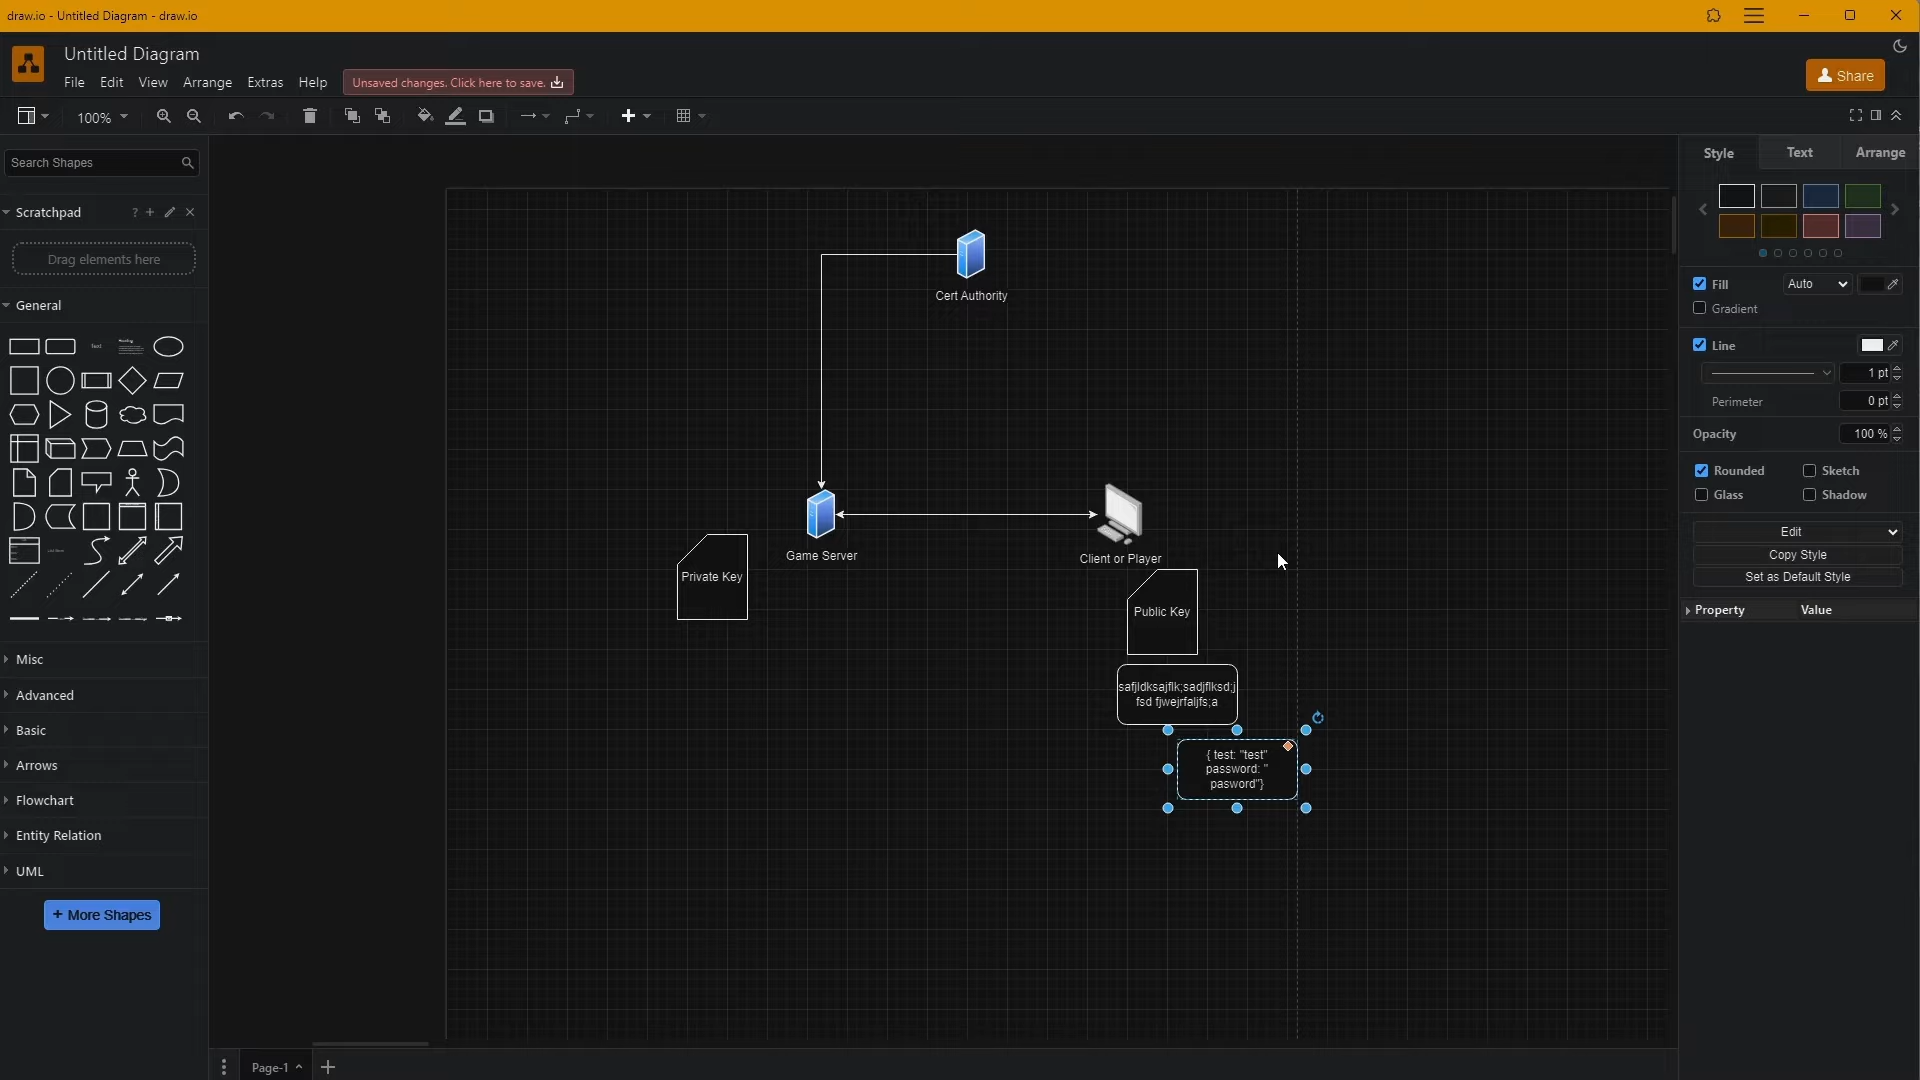 draw.io - Untitled Diagram - draw.io
Untitled Diagram
File Edit View Arrange Extras Help
Unsaved changes. Click here to save.
Share
100%
Search Shapes
Scratchpad
?
Drag elements here
General
Text
Heading
Misc
Advanced
Basic
Arrows
Flowchart
Entity Relation
UML
+ More Shapes
Cert Authority
Game Server
Client or Player
Private Key
Public Key
safjldksajflk;sadjflksd;j
fsd fjwejrfaljfs;a
{ test: "test"
password: "
pasword"}
Page-1
Style Text Arrange
Fill Auto
Gradient
Line
1 pt
Perimeter 0 pt
Opacity 100 %
Rounded Sketch
Glass Shadow
Edit
Copy Style
Set as Default Style
Property Value